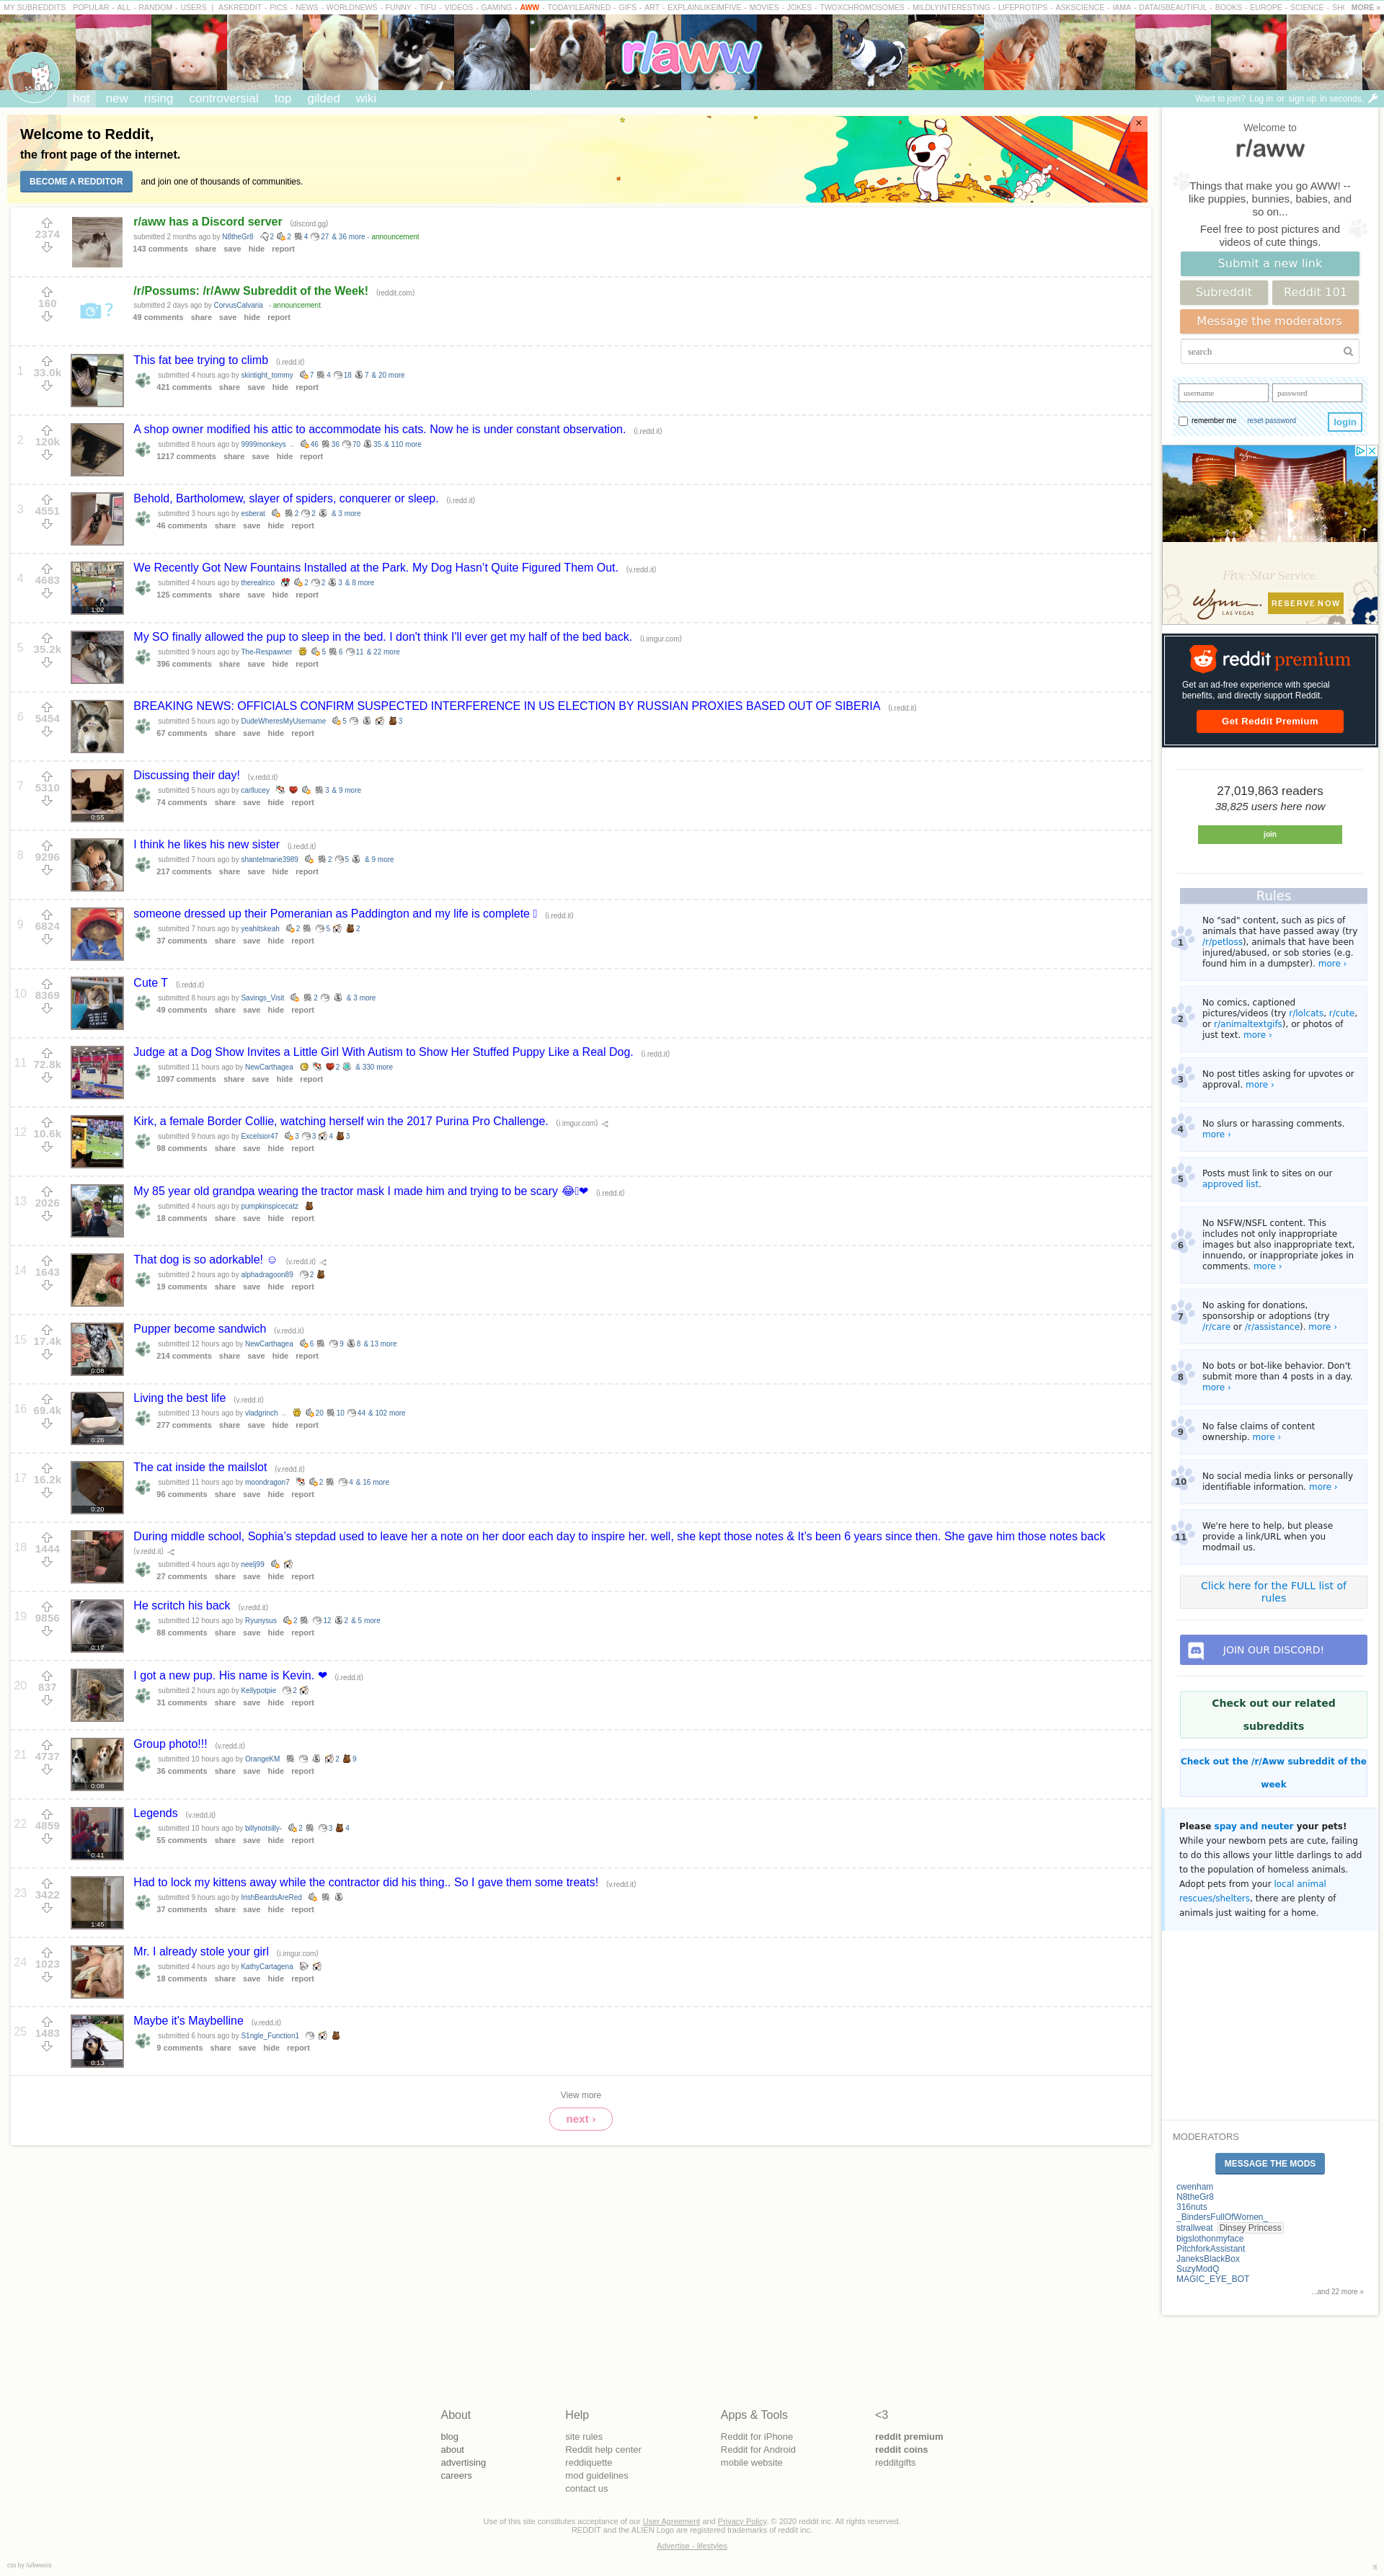 MY SUBREDDITS POPULAR - ALL - RANDOM - USERS | ASKREDDIT - PICS - NEWS - WORLDNEWS - FUNNY - TIFU - VIDEOS - GAMING - AWW - TODAYILEARNED - GIFS - ART - EXPLAINLIKEIMFIVE - MOVIES - JOKES - TWOXCHROMOSOMES - MILDLYINTERESTING - LIFEPROTIPS - ASKSCIENCE - IAMA - DATAISBEAUTIFUL - BOOKS - EUROPE - SCIENCE - SH MORE »
r/aww
hot new rising controversial top gilded wiki
Want to join? Log in or sign up in seconds.
Welcome to Reddit,
the front page of the internet.
BECOME A REDDITOR and join one of thousands of communities.
×
2374
r/aww has a Discord server (discord.gg)
submitted 2 months ago by N8theGr8 2 2 4 27 & 36 more - announcement
143 comments share save hide report
160
/r/Possums: /r/Aww Subreddit of the Week! (reddit.com)
submitted 2 days ago by CorvusCalvaria - announcement
49 comments share save hide report
1 33.0k
This fat bee trying to climb (i.redd.it)
submitted 4 hours ago by skintight_tommy 7 4 18 7 & 20 more
421 comments share save hide report
2 120k
A shop owner modified his attic to accommodate his cats. Now he is under constant observation. (i.redd.it)
submitted 8 hours ago by 9999monkeys .. 46 36 70 35 & 110 more
1217 comments share save hide report
3 4551
Behold, Bartholomew, slayer of spiders, conquerer or sleep. (i.redd.it)
submitted 3 hours ago by esberat 2 2 & 3 more
46 comments share save hide report
4 4683
1:02
We Recently Got New Fountains Installed at the Park. My Dog Hasn't Quite Figured Them Out. (v.redd.it)
submitted 4 hours ago by therealrico 2 2 3 & 8 more
125 comments share save hide report
5 35.2k
My SO finally allowed the pup to sleep in the bed. I don't think I'll ever get my half of the bed back. (i.imgur.com)
submitted 9 hours ago by The-Respawner 5 6 11 & 22 more
396 comments share save hide report
6 5454
BREAKING NEWS: OFFICIALS CONFIRM SUSPECTED INTERFERENCE IN US ELECTION BY RUSSIAN PROXIES BASED OUT OF SIBERIA (i.redd.it)
submitted 5 hours ago by DudeWheresMyUsername 5 3
67 comments share save hide report
7 5310
0:55
Discussing their day! (v.redd.it)
submitted 5 hours ago by carllucey 3 & 9 more
74 comments share save hide report
8 9296
I think he likes his new sister (i.redd.it)
submitted 7 hours ago by shantelmarie3989 2 5 & 9 more
217 comments share save hide report
9 6824
someone dressed up their Pomeranian as Paddington and my life is complete (i.redd.it)
submitted 7 hours ago by yeahitskeah 2 5 2
37 comments share save hide report
10 8369
Cute T (i.redd.it)
submitted 8 hours ago by Savings_Visit 2 & 3 more
49 comments share save hide report
11 72.8k
Judge at a Dog Show Invites a Little Girl With Autism to Show Her Stuffed Puppy Like a Real Dog. (i.redd.it)
submitted 11 hours ago by NewCarthagea 2 & 330 more
1097 comments share save hide report
12 10.6k
Kirk, a female Border Collie, watching herself win the 2017 Purina Pro Challenge. (i.imgur.com)
submitted 9 hours ago by Excelsior47 3 3 4 3
98 comments share save hide report
13 2026
My 85 year old grandpa wearing the tractor mask I made him and trying to be scary 😂❤ (i.redd.it)
submitted 4 hours ago by pumpkinspicecatz
18 comments share save hide report
14 1643
That dog is so adorkable! ☺ (v.redd.it)
submitted 2 hours ago by alphadragoon89 2
19 comments share save hide report
15 17.4k
0:08
Pupper become sandwich (v.redd.it)
submitted 12 hours ago by NewCarthagea 6 9 8 & 13 more
214 comments share save hide report
16 69.4k
0:26
Living the best life (v.redd.it)
submitted 13 hours ago by vladgrinch .. 20 10 44 & 102 more
277 comments share save hide report
17 16.2k
0:20
The cat inside the mailslot (v.redd.it)
submitted 11 hours ago by moondragon7 2 4 & 16 more
96 comments share save hide report
18 1444
During middle school, Sophia's stepdad used to leave her a note on her door each day to inspire her. well, she kept those notes & It's been 6 years since then. She gave him those notes back
(v.redd.it)
submitted 4 hours ago by neelj99
27 comments share save hide report
19 9856
0:17
He scritch his back (v.redd.it)
submitted 12 hours ago by Ryunysus 2 12 2 & 5 more
88 comments share save hide report
20 837
I got a new pup. His name is Kevin. ❤ (i.redd.it)
submitted 2 hours ago by Kellypotpie 2
31 comments share save hide report
21 4737
0:08
Group photo!!! (v.redd.it)
submitted 10 hours ago by OrangeKM 2 9
36 comments share save hide report
22 4859
0:41
Legends (v.redd.it)
submitted 10 hours ago by billynotsilly- 2 3 4
55 comments share save hide report
23 3422
1:45
Had to lock my kittens away while the contractor did his thing.. So I gave them some treats! (v.redd.it)
submitted 9 hours ago by IrishBeardsAreRed
37 comments share save hide report
24 1023
Mr. I already stole your girl (i.imgur.com)
submitted 4 hours ago by KathyCartagena
18 comments share save hide report
25 1483
0:13
Maybe it's Maybelline (v.redd.it)
submitted 6 hours ago by S1ngle_Function1
9 comments share save hide report
View more
next ›
Welcome to
r/aww
Things that make you go AWW! --
like puppies, bunnies, babies, and
so on...
Feel free to post pictures and
videos of cute things.
Submit a new link
Subreddit Reddit 101
Message the moderators
search
username password
remember me reset password login
Five-Star Service.
Wynn LAS VEGAS RESERVE NOW
reddit premium
Get an ad-free experience with special
benefits, and directly support Reddit.
Get Reddit Premium
27,019,863 readers
38,825 users here now
join
Rules
1 No "sad" content, such as pics of
animals that have passed away (try
/r/petloss), animals that have been
injured/abused, or sob stories (e.g.
found him in a dumpster). more ›
2 No comics, captioned
pictures/videos (try r/lolcats, r/cute,
or r/animaltextgifs), or photos of
just text. more ›
3 No post titles asking for upvotes or
approval. more ›
4 No slurs or harassing comments.
more ›
5 Posts must link to sites on our
approved list.
6 No NSFW/NSFL content. This
includes not only inappropriate
images but also inappropriate text,
innuendo, or inappropriate jokes in
comments. more ›
7 No asking for donations,
sponsorship or adoptions (try
/r/care or /r/assistance). more ›
8 No bots or bot-like behavior. Don't
submit more than 4 posts in a day.
more ›
9 No false claims of content
ownership. more ›
10 No social media links or personally
identifiable information. more ›
11 We're here to help, but please
provide a link/URL when you
modmail us.
Click here for the FULL list of
rules
JOIN OUR DISCORD!
Check out our related
subreddits
Check out the /r/Aww subreddit of the
week
Please spay and neuter your pets!
While your newborn pets are cute, failing
to do this allows your little darlings to add
to the population of homeless animals.
Adopt pets from your local animal
rescues/shelters, there are plenty of
animals just waiting for a home.
MODERATORS
MESSAGE THE MODS
cwenham
N8theGr8
316nuts
_BindersFullOfWomen_
strallweat Dinsey Princess
bigslothonmyface
PitchforkAssistant
JaneksBlackBox
SuzyModQ
MAGIC_EYE_BOT
...and 22 more »
About
blog
about
advertising
careers
Help
site rules
Reddit help center
reddiquette
mod guidelines
contact us
Apps & Tools
Reddit for iPhone
Reddit for Android
mobile website
<3
reddit premium
reddit coins
redditgifts
Use of this site constitutes acceptance of our User Agreement and Privacy Policy. © 2020 reddit inc. All rights reserved.
REDDIT and the ALIEN Logo are registered trademarks of reddit inc.
Advertise - lifestyles
css by /u/kwwxis
π